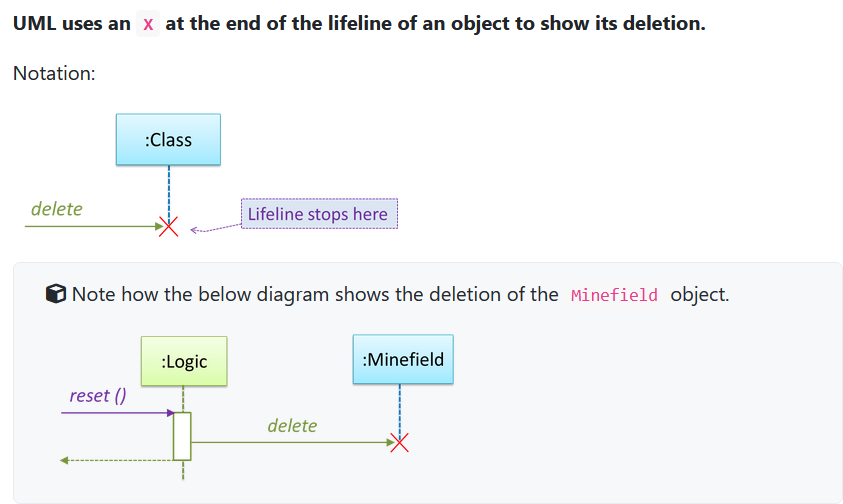 UML uses an X at the end of the lifeline of an object to show its deletion.
Notation:
:Class
delete
Lifeline stops here
Note how the below diagram shows the deletion of the Minefield object.
:Logic
:Minefield
reset ()
delete